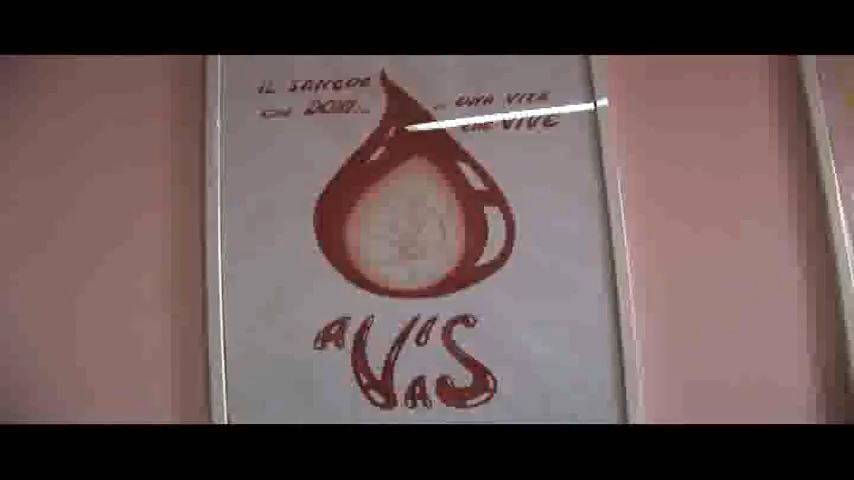 IL SANGUE
CHE DONI...
... UNA VITA
CHE VIVE
AVIS